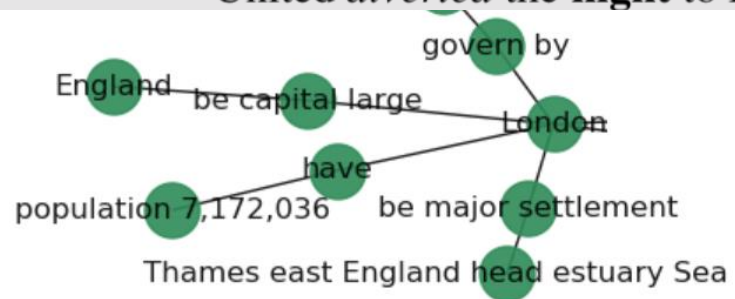 govern by
England
be capital large
London
have
population 7,172,036
be major settlement
Thames east England head estuary Sea